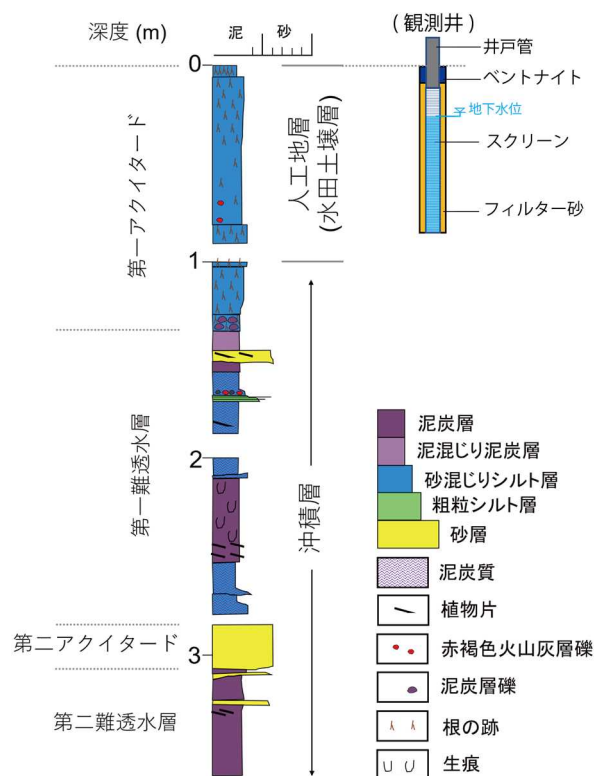 深度 (m)
泥
砂
(観測井)
井戸管
ベントナイト
地下水位
スクリーン
フィルター砂
0
1
2
3
第一アクイタード
第一難透水層
第二アクイタード
第二難透水層
人工地層
(水田土壌層)
沖積層
泥炭層
泥混じり泥炭層
砂混じりシルト層
粗粒シルト層
砂層
泥炭質
植物片
赤褐色火山灰層礫
泥炭層礫
根の跡
生痕